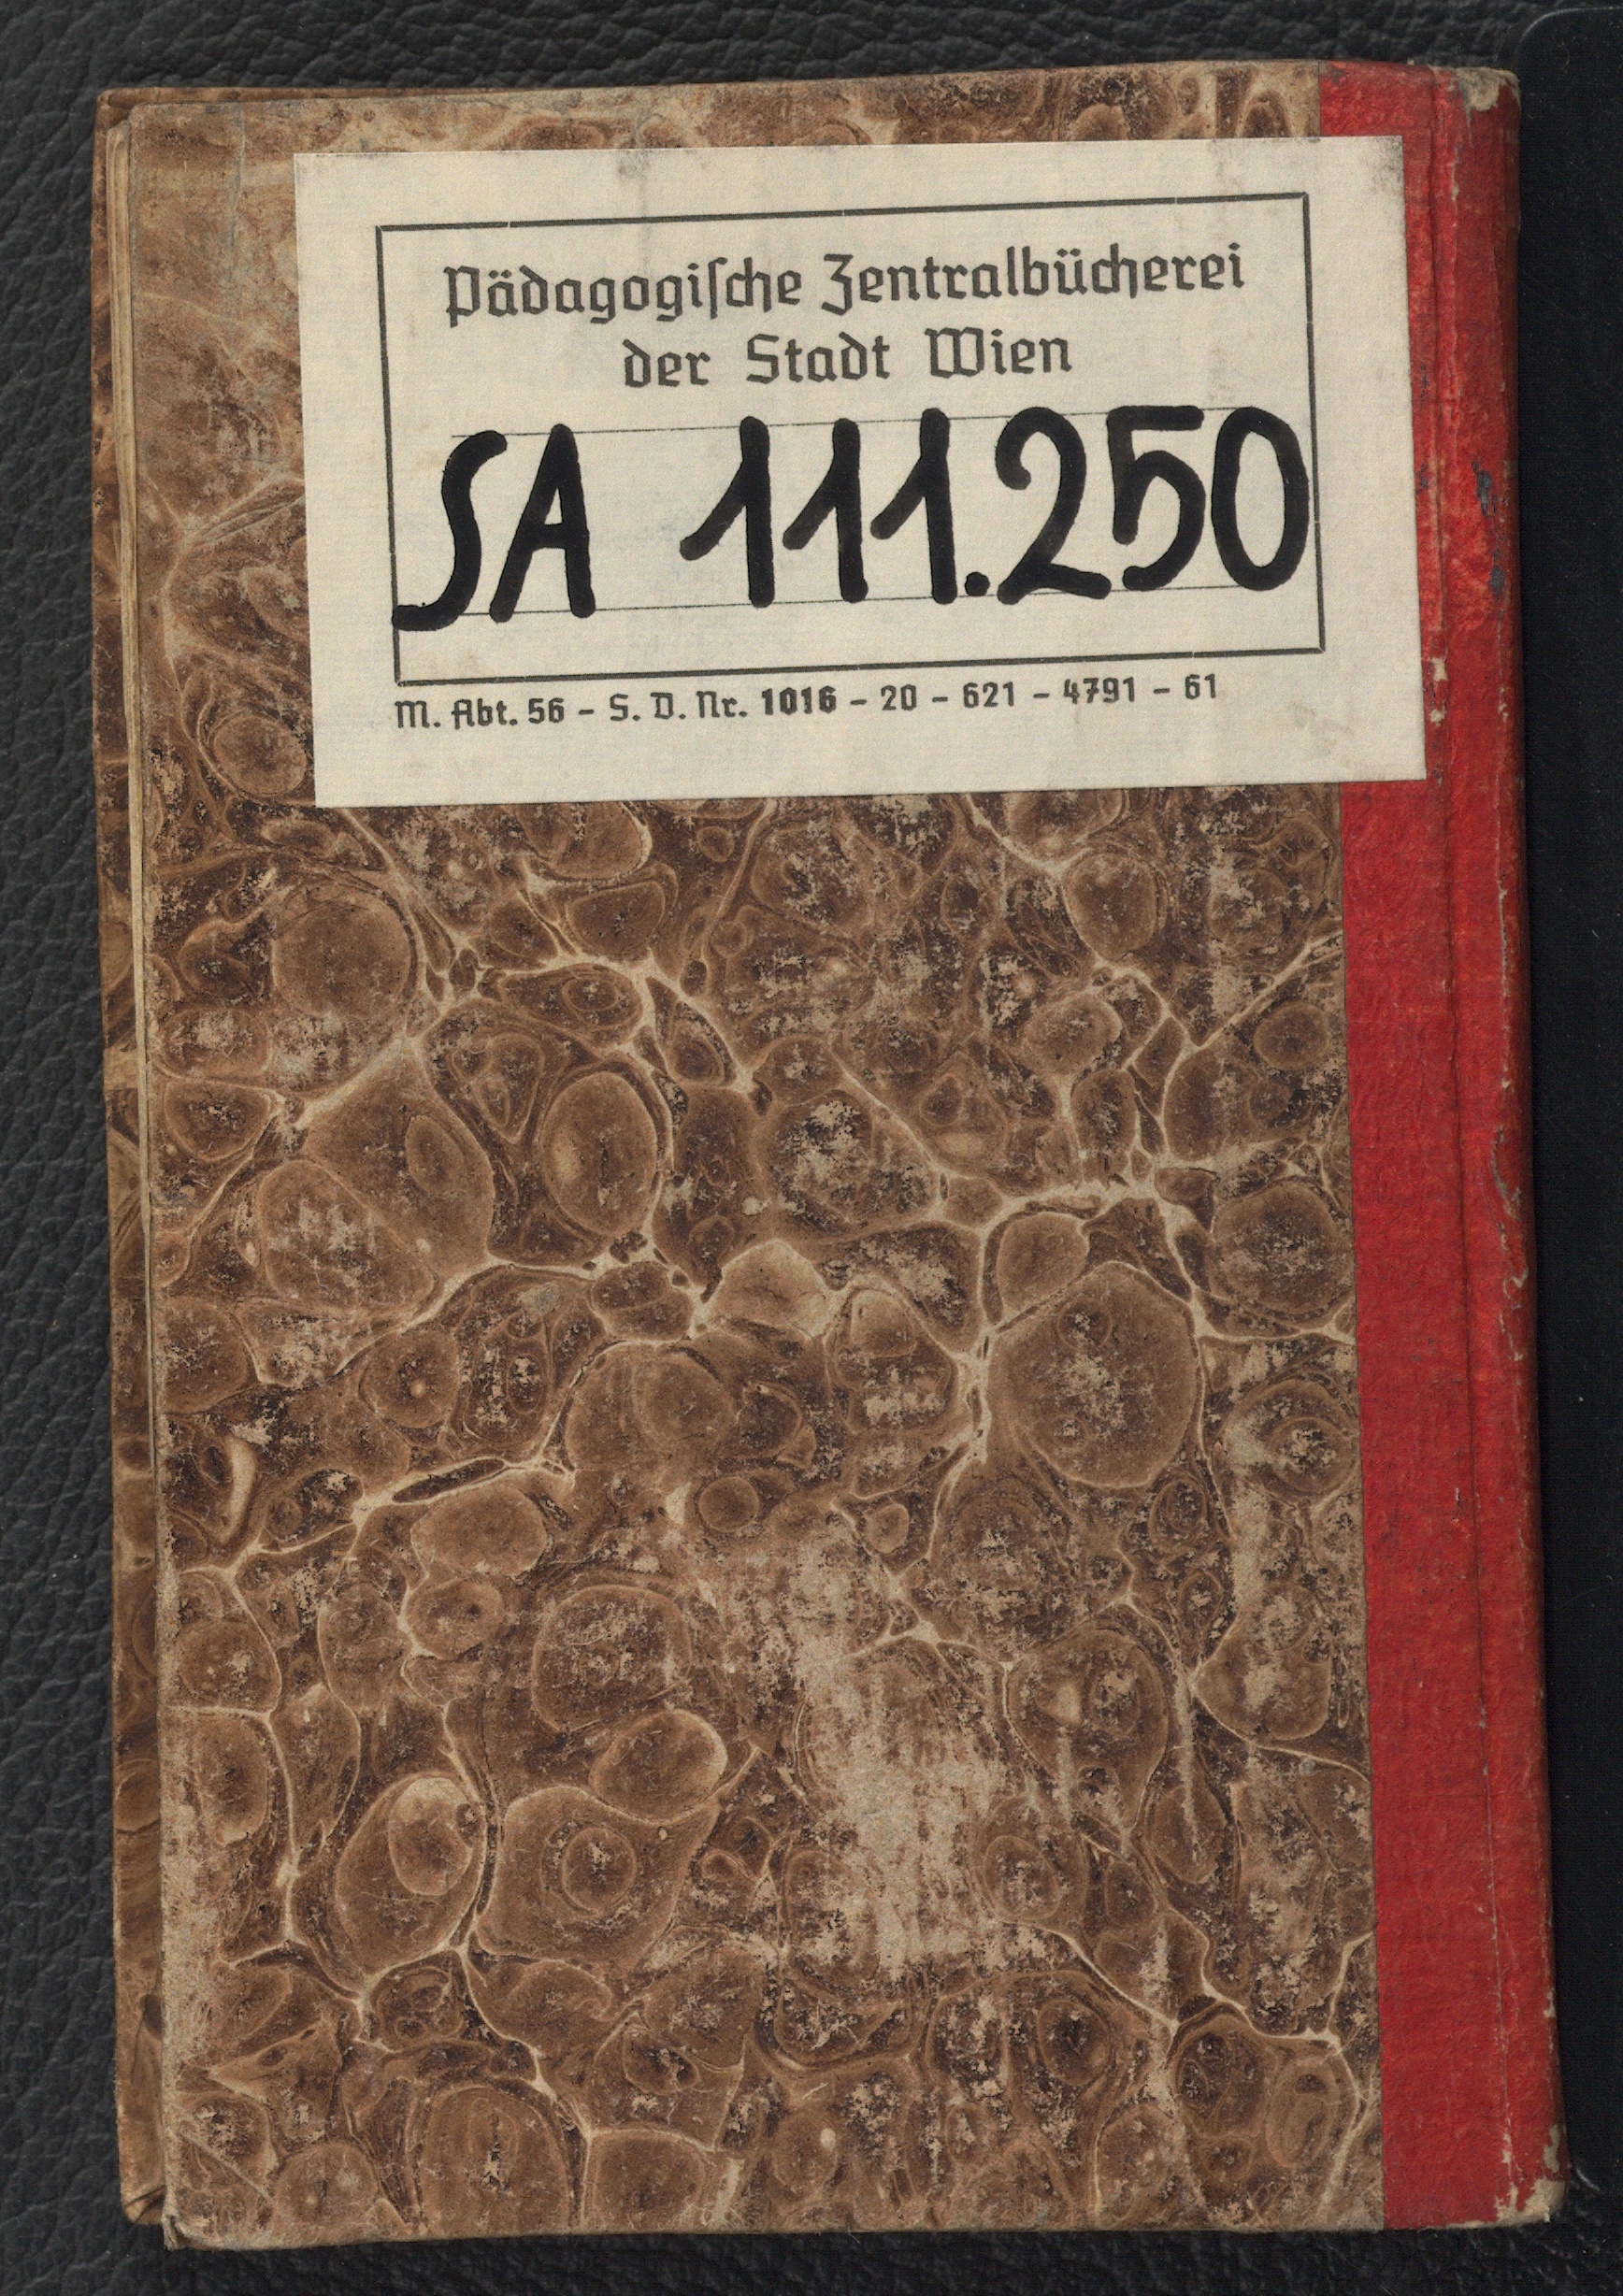 Pädagogiſche Zentralbücherei
der Stadt Wien
SA 111.250
M. Abt. 56 – S. D. Nr. 1016 – 20 – 621 – 4791 – 61